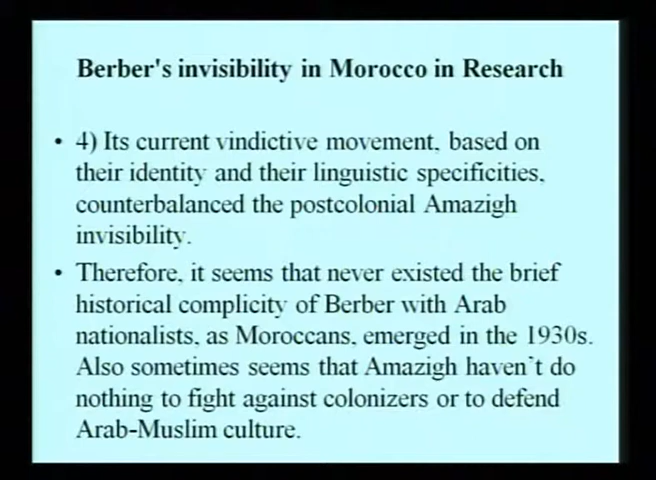 Berber's invisibility in Morocco in Research
• 4) Its current vindictive movement, based on
their identity and their linguistic specificities,
counterbalanced the postcolonial Amazigh
invisibility.
• Therefore, it seems that never existed the brief
historical complicity of Berber with Arab
nationalists, as Moroccans, emerged in the 1930s.
Also sometimes seems that Amazigh haven't do
nothing to fight against colonizers or to defend
Arab-Muslim culture.